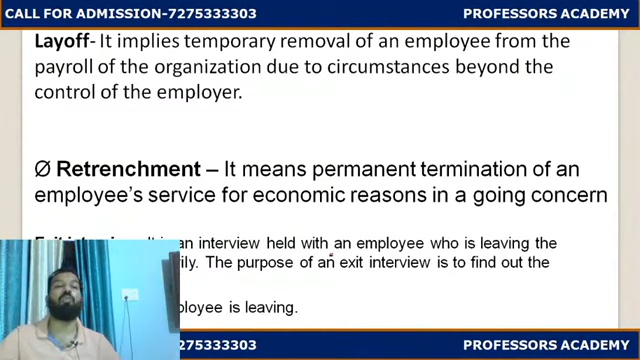 CALL FOR ADMISSION-7275333303 PROFESSORS ACADEMY
Layoff- It implies temporary removal of an employee from the
payroll of the organization due to circumstances beyond the
control of the employer.
Ø Retrenchment – It means permanent termination of an
employee's service for economic reasons in a going concern
an interview held with an employee who is leaving the
The purpose of an exit interview is to find out the
is leaving.
75333303 PROFESSORS ACADEMY